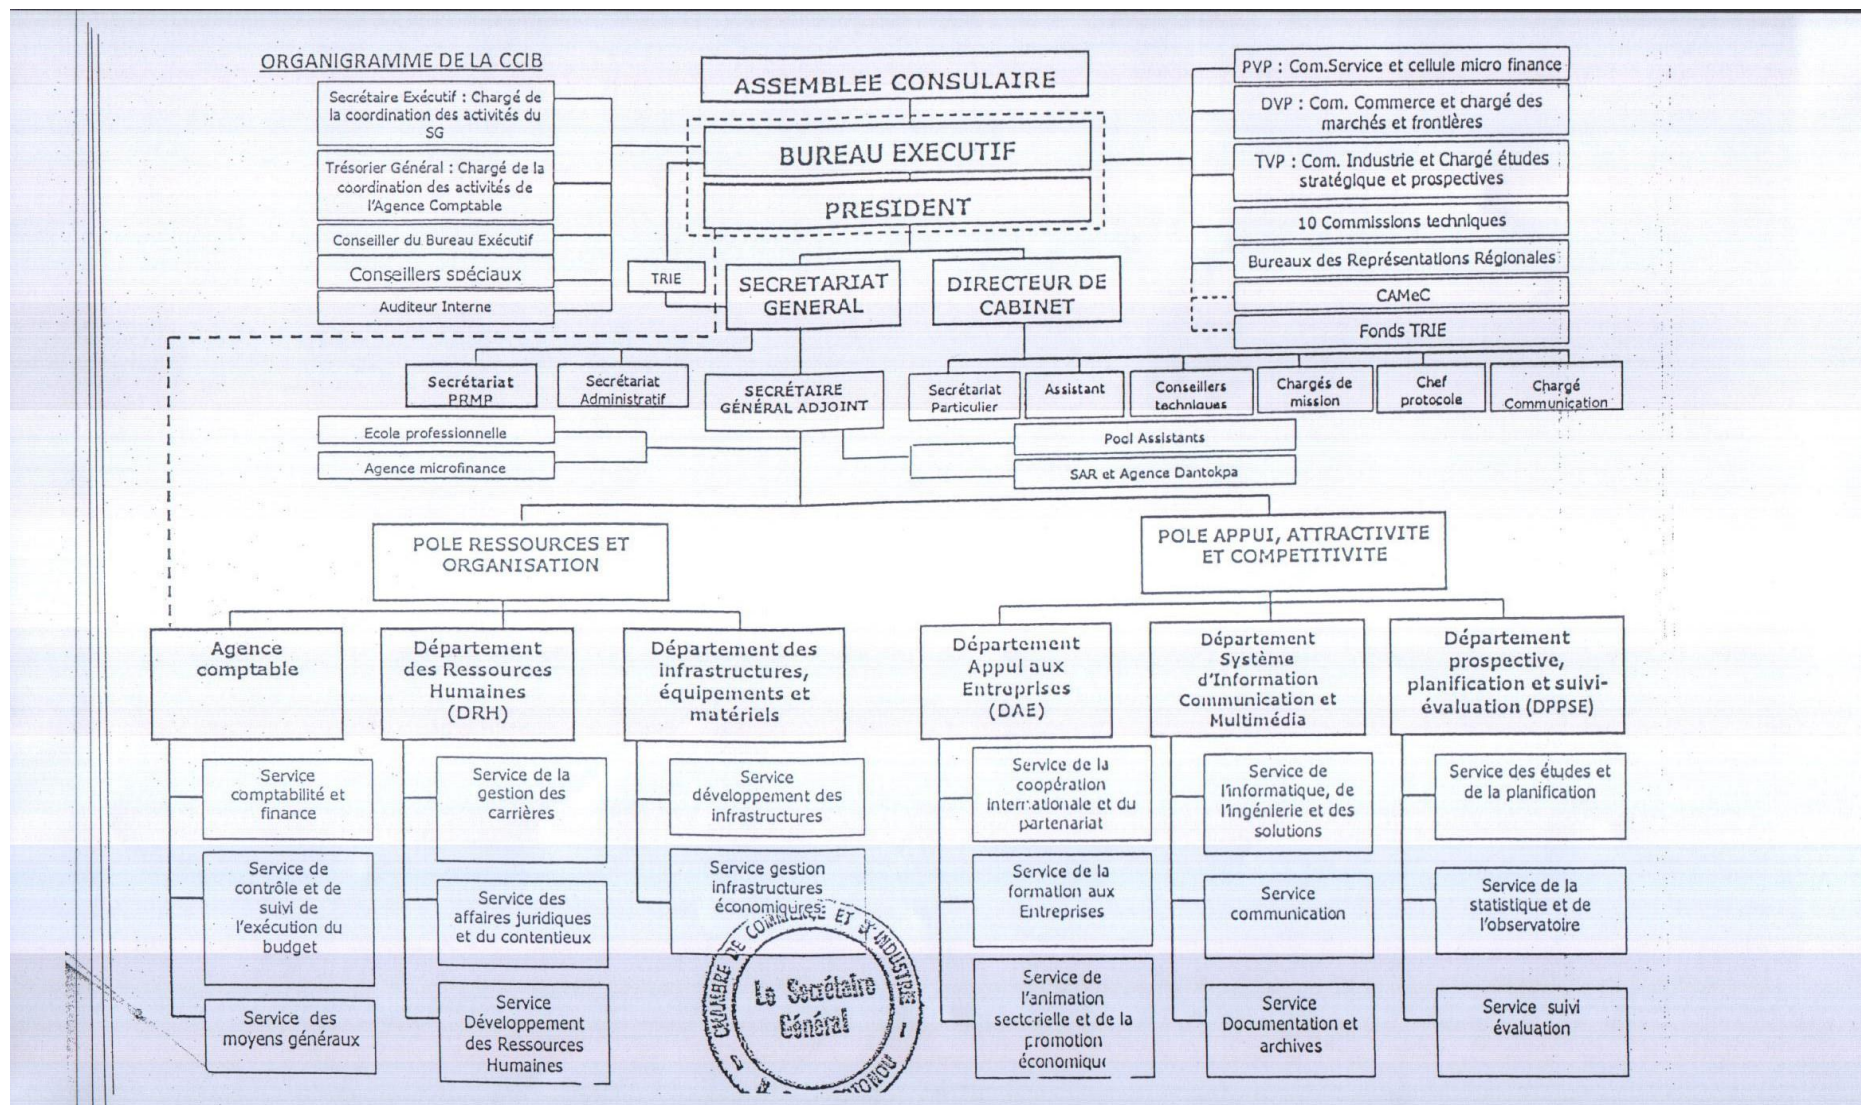 ORGANIGRAMME DE LA CCIB
ASSEMBLEE CONSULAIRE
BUREAU EXECUTIF
PRESIDENT
Secrétaire Exécutif : Chargé de
la coordination des activités du
SG
Trésorier Général : Chargé de la
coordination des activités de
l'Agence Comptable
Conseiller du Bureau Exécutif
Conseillers spéciaux
Auditeur Interne
PVP : Com.Service et cellule micro finance
DVP : Com. Commerce et chargé des
marchés et frontières
TVP : Com. Industrie et Chargé études
stratégique et prospectives
10 Commissions techniques
Bureaux des Représentations Régionales
CAMeC
Fonds TRIE
TRIE
SECRETARIAT
GENERAL
DIRECTEUR DE
CABINET
Secrétariat
PRMP
Secrétariat
Administratif
SECRÉTAIRE
GÉNÉRAL ADJOINT
Secrétariat
Particulier
Assistant
Conseillers
techniques
Chargés de
mission
Chef
protocole
Chargé
Communication
Ecole professionnelle
Agence microfinance
Pool Assistants
SAR et Agence Dantokpa
POLE RESSOURCES ET
ORGANISATION
POLE APPUI, ATTRACTIVITE
ET COMPETITIVITE
Agence
comptable
Département
des Ressources
Humaines
(DRH)
Département des
infrastructures,
équipements et
matériels
Département
Appui aux
Entreprises
(DAE)
Département
Système
d'Information
Communication et
Multimédia
Département
prospective,
planification et suivi-
évaluation (DPPSE)
Service
comptabilité et
finance
Service de
contrôle et de
suivi de
l'exécution du
budget
Service des
moyens généraux
Service de la
gestion des
carrières
Service des
affaires juridiques
et du contentieux
Service
Développement
des Ressources
Humaines
Service
développement des
infrastructures
Service gestion
infrastructures
économiques
Service de la
coopération
internationale et du
partenariat
Service de la
formation aux
Entreprises
Service de
l'animation
sectorielle et de la
promotion
économique
Service de
l'informatique, de
l'ingénierie et des
solutions
Service
communication
Service
Documentation et
archives
Service des études et
de la planification
Service de la
statistique et de
l'observatoire
Service suivi
évaluation
CHAMBRE DE COMMERCE ET D'INDUSTRIE
Le Secrétaire
Général